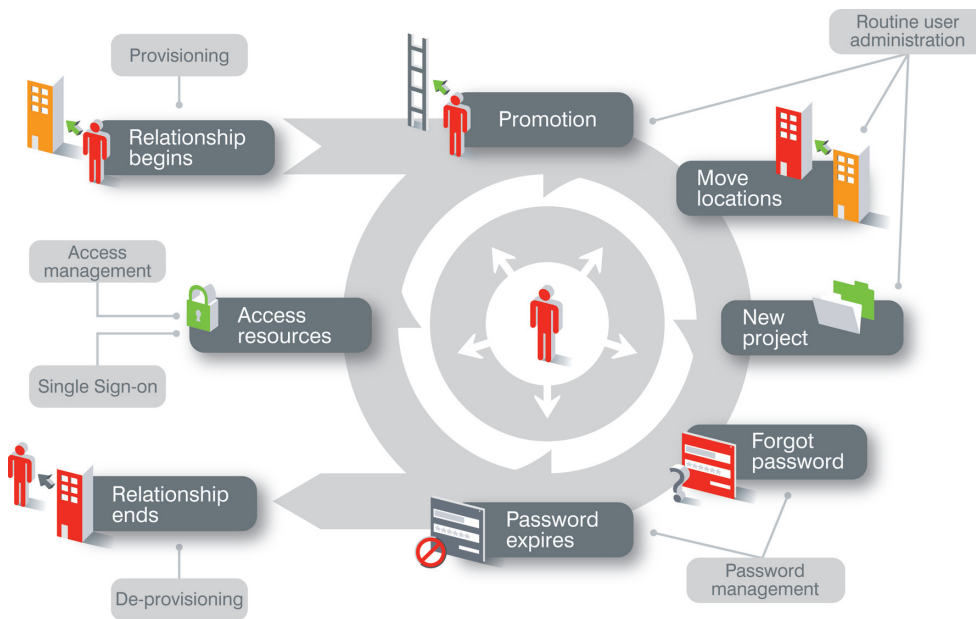 Provisioning
Relationship
begins
Promotion
Routine user
administration
Move
locations
Access
management
Access
resources
Single Sign-on
New
project
Forgot
password
Password
expires
Password
management
Relationship
ends
De-provisioning